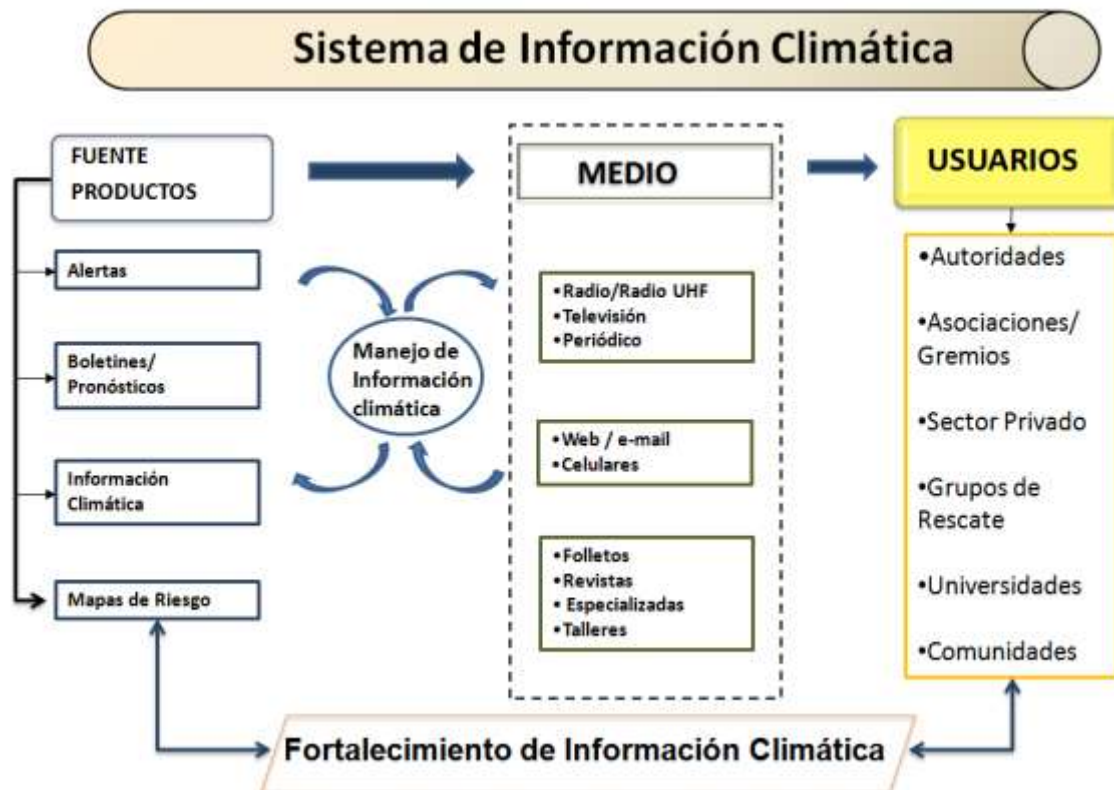 Sistema de Información Climática
FUENTE
PRODUCTOS
Alertas
Boletines/
Pronósticos
Información
Climática
Mapas de Riesgo
Manejo de
Información
climática
MEDIO
•Radio/Radio UHF
•Televisión
•Periódico
•Web / e-mail
•Celulares
•Folletos
•Revistas
• Especializadas
•Talleres
USUARIOS
•Autoridades
•Asociaciones/
Gremios
•Sector Privado
•Grupos de
Rescate
•Universidades
•Comunidades
Fortalecimiento de Información Climática